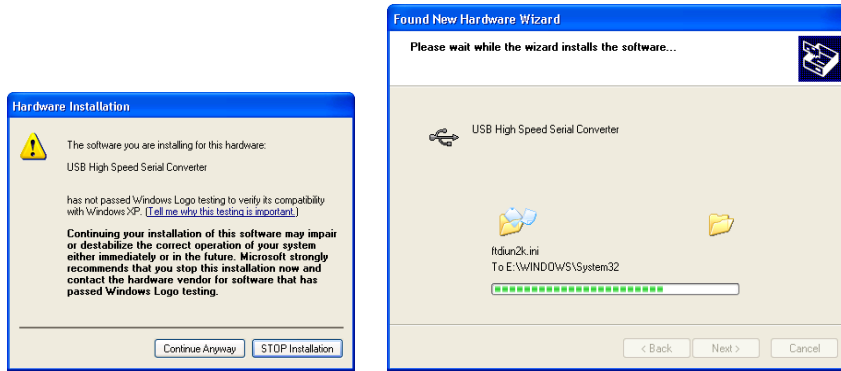 Hardware Installation
The software you are installing for this hardware:
USB High Speed Serial Converter
has not passed Windows Logo testing to verify its compatibility
with Windows XP. (Tell me why this testing is important.)
Continuing your installation of this software may impair
or destabilize the correct operation of your system
either immediately or in the future. Microsoft strongly
recommends that you stop this installation now and
contact the hardware vendor for software that has
passed Windows Logo testing.
Continue Anyway
STOP Installation
Found New Hardware Wizard
Please wait while the wizard installs the software...
USB High Speed Serial Converter
ftdiun2k.ini
To E:\WINDOWS\System32
< Back
Next >
Cancel